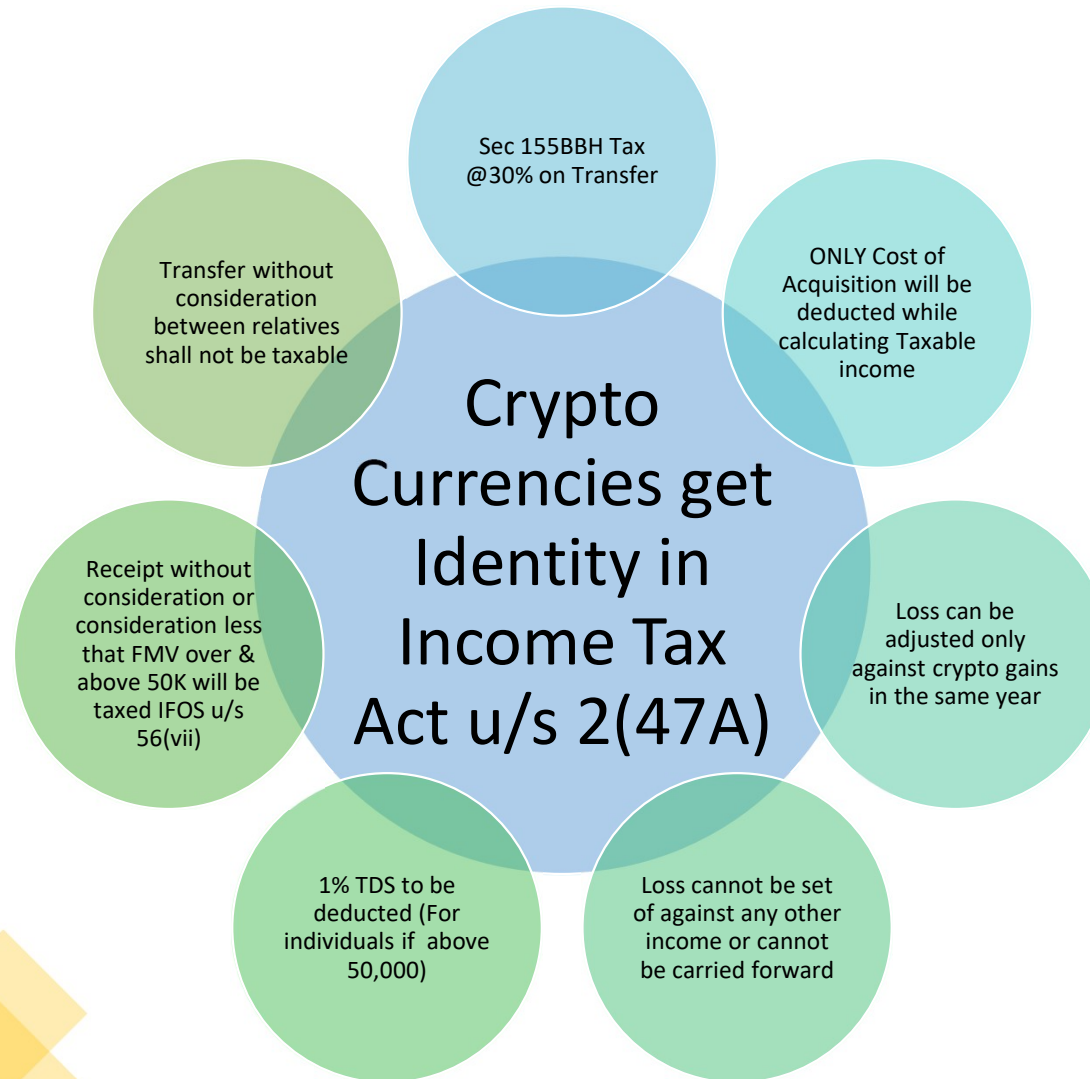 Sec 155BBH Tax
@30% on Transfer
ONLY Cost of
Acquisition will be
deducted while
calculating Taxable
income
Loss can be
adjusted only
against crypto gains
in the same year
Loss cannot be set
of against any other
income or cannot
be carried forward
1% TDS to be
deducted (For
individuals if above
50,000)
Receipt without
consideration or
consideration less
that FMV over &
above 50K will be
taxed IFOS u/s
56(vii)
Transfer without
consideration
between relatives
shall not be taxable
Crypto
Currencies get
Identity in
Income Tax
Act u/s 2(47A)